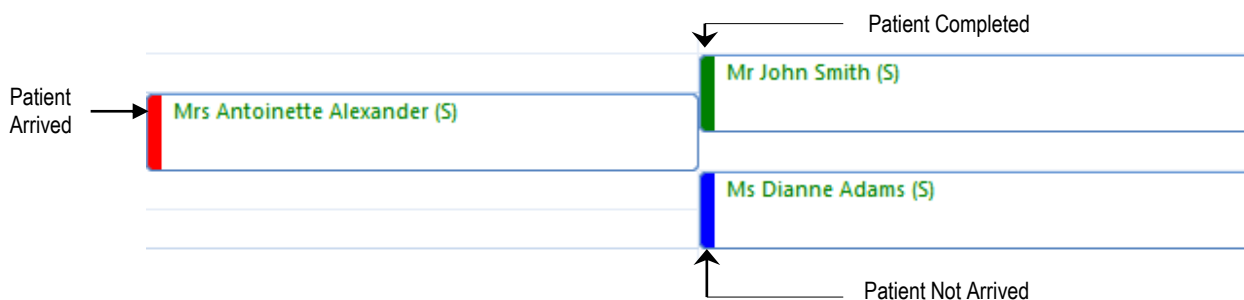 Patient Completed
Mr John Smith (S)
Patient
Arrived
Mrs Antoinette Alexander (S)
Ms Dianne Adams (S)
Patient Not Arrived